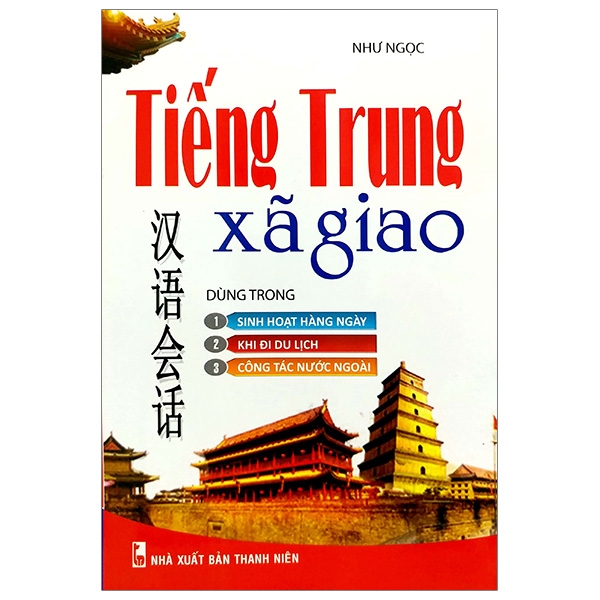 NHƯ NGỌC
Tiếng Trung
xã giao
汉语会话
DÙNG TRONG
1 SINH HOẠT HÀNG NGÀY
2 KHI ĐI DU LỊCH
3 CÔNG TÁC NƯỚC NGOÀI
NHÀ XUẤT BẢN THANH NIÊN